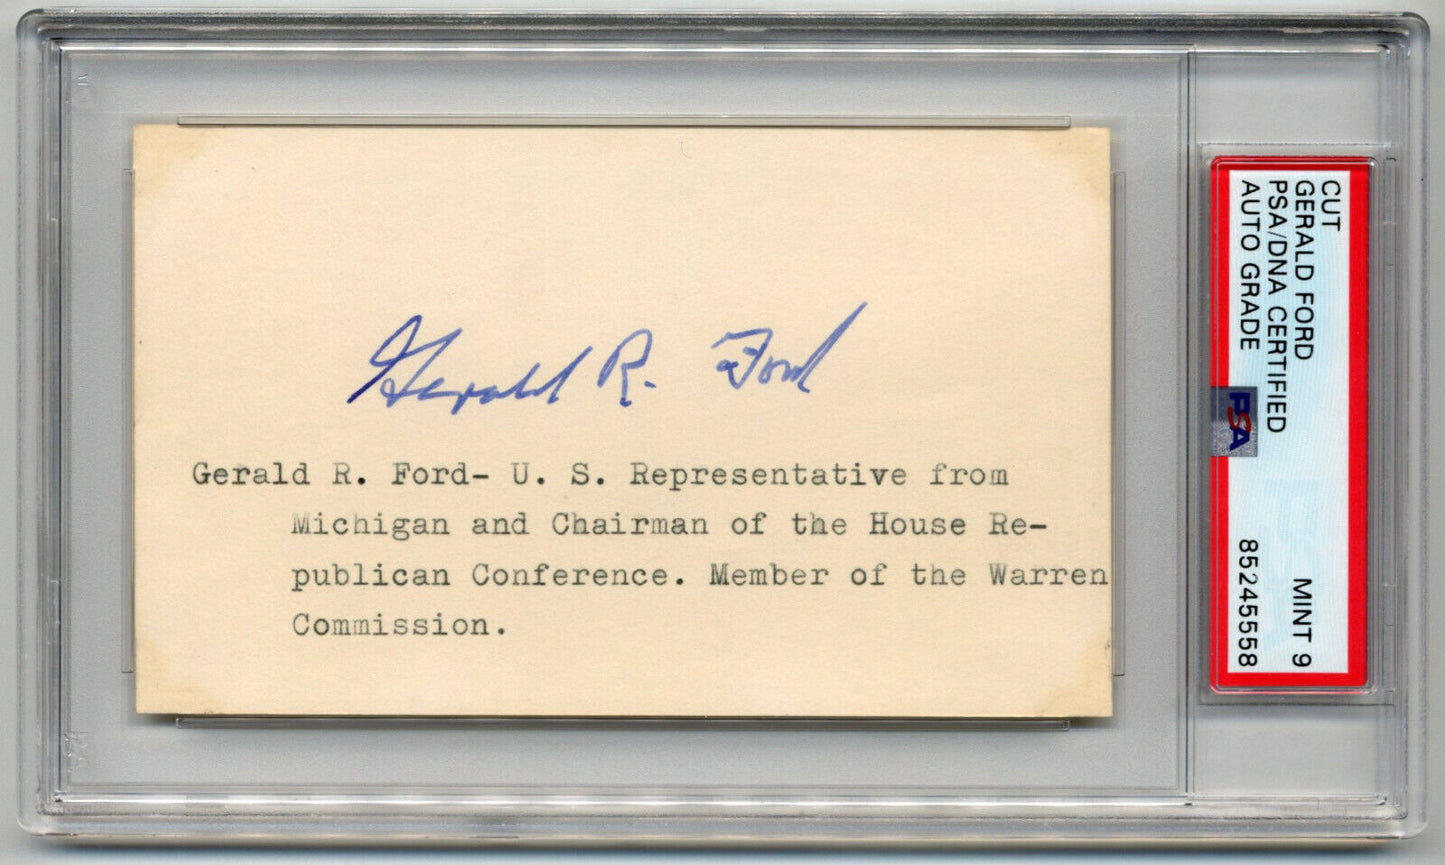 Gerald R. Ford
Gerald R. Ford- U. S. Representative from
Michigan and Chairman of the House Re-
publican Conference. Member of the Warren
Commission.
CUT
GERALD FORD
PSA/DNA CERTIFIED
AUTO GRADE
MINT 9
85245558
PSA